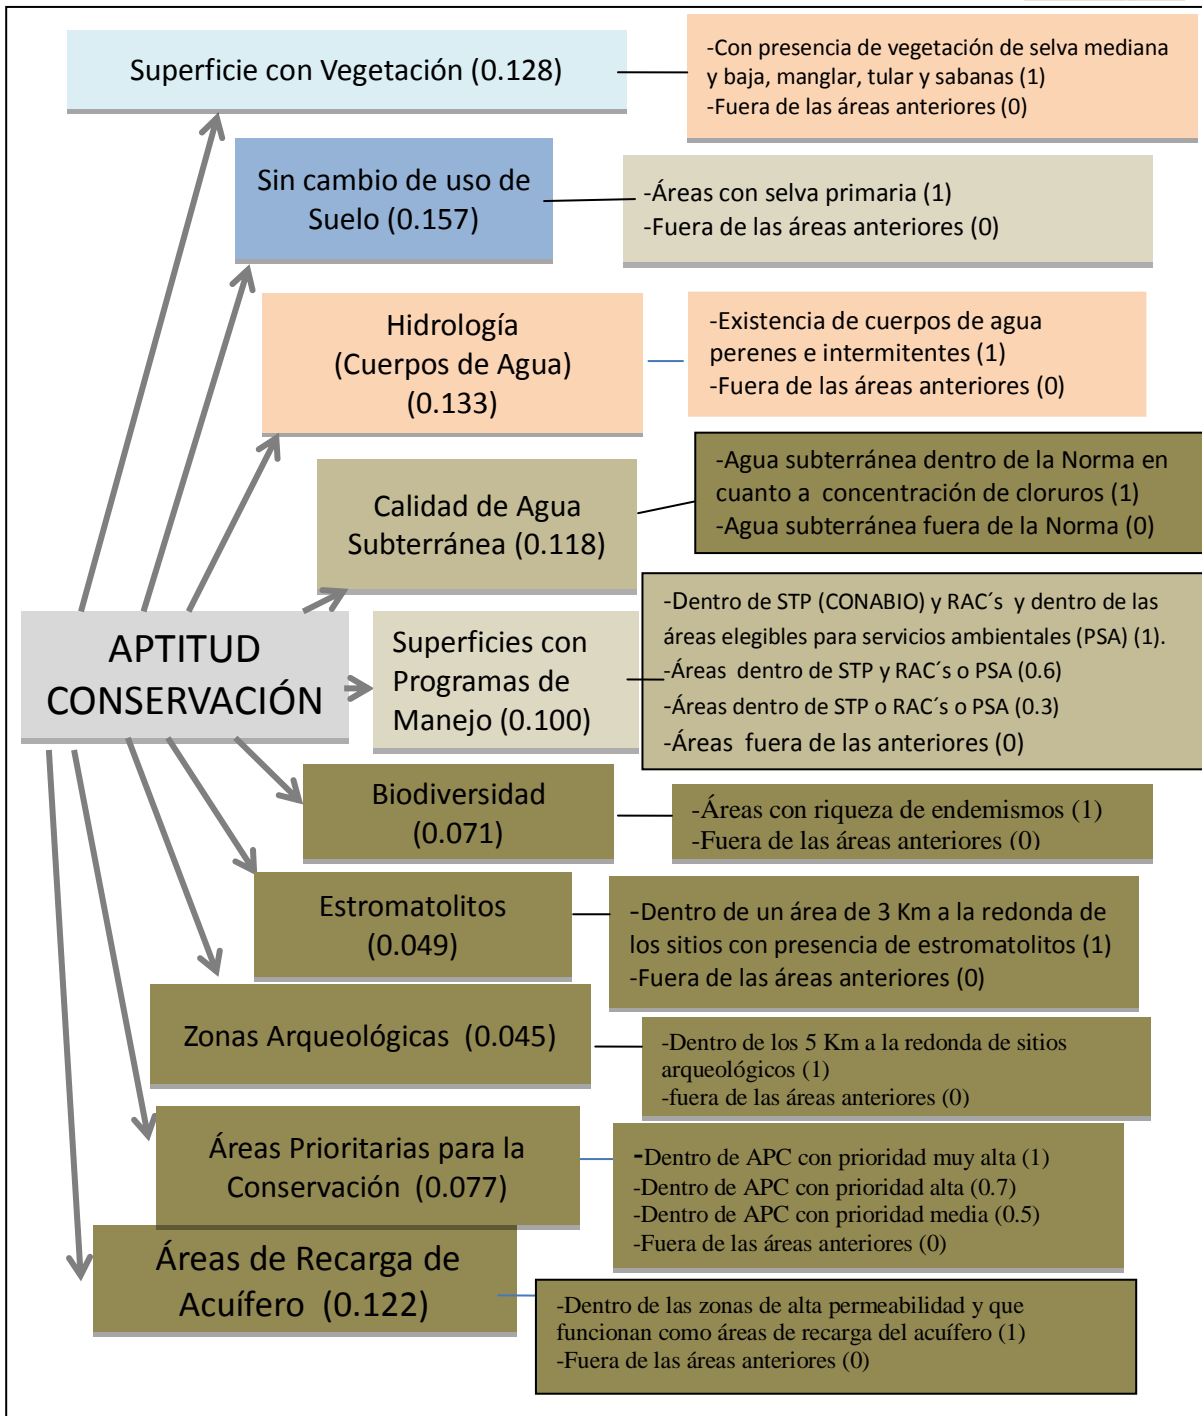 Superficie con Vegetación (0.128)
-Con presencia de vegetación de selva mediana
y baja, manglar, tular y sabanas (1)
-Fuera de las áreas anteriores (0)
Sin cambio de uso de
Suelo (0.157)
-Áreas con selva primaria (1)
-Fuera de las áreas anteriores (0)
Hidrología
(Cuerpos de Agua)
(0.133)
-Existencia de cuerpos de agua
perenes e intermitentes (1)
-Fuera de las áreas anteriores (0)
Calidad de Agua
Subterránéa (0.118)
-Agua subterránéa dentro de la Norma en
cuanto a concentración de cloruros (1)
-Agua subterránéa fuera de la Norma (0)
APTITUD
CONSERVACIÓN
Superficies con
Programas de
Manejo (0.100)
-Dentro de STP (CONABIO) y RAC´s y dentro de las
áreas elegibles para servicios ambientales (PSA) (1).
-Áreas dentro de STP y RAC´s o PSA (0.6)
-Áreas dentro de STP o RAC´s o PSA (0.3)
-Áreas fuera de las anteriores (0)
Biodiversidad
(0.071)
-Áreas con riqueza de endemismos (1)
-Fuera de las áreas anteriores (0)
Estromatolitos
(0.049)
-Dentro de un área de 3 Km a la redonda de
los sitios con presencia de estromatolitos (1)
-Fuera de las áreas anteriores (0)
Zonas Arqueológicas (0.045)
-Dentro de los 5 Km a la redonda de sitios
arqueológicos (1)
-fuera de las áreas anteriores (0)
Áreas Prioritarias para la
Conservación (0.077)
-Dentro de APC con prioridad muy alta (1)
-Dentro de APC con prioridad alta (0.7)
-Dentro de APC con prioridad media (0.5)
-Fuera de las áreas anteriores (0)
Áreas de Recarga de
Acuífero (0.122)
-Dentro de las zonas de alta permeabilidad y que
funcionan como áreas de recarga del acuífero (1)
-Fuera de las áreas anteriores (0)